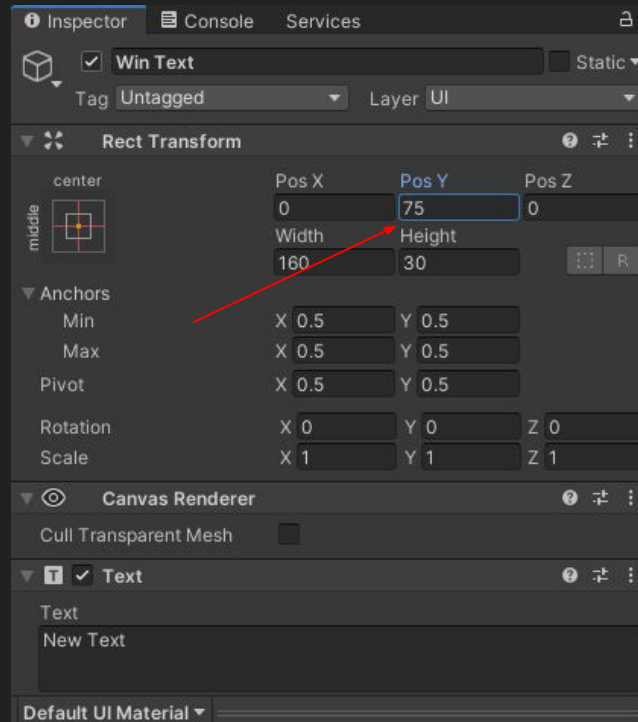 Inspector Console Services
Win Text Static
Tag Untagged Layer UI
Rect Transform
center
middle
Pos X Pos Y Pos Z
0 75 0
Width Height
160 30
R
Anchors
Min X 0.5 Y 0.5
Max X 0.5 Y 0.5
Pivot X 0.5 Y 0.5
Rotation X 0 Y 0 Z 0
Scale X 1 Y 1 Z 1
Canvas Renderer
Cull Transparent Mesh
T Text
Text
New Text
Default UI Material